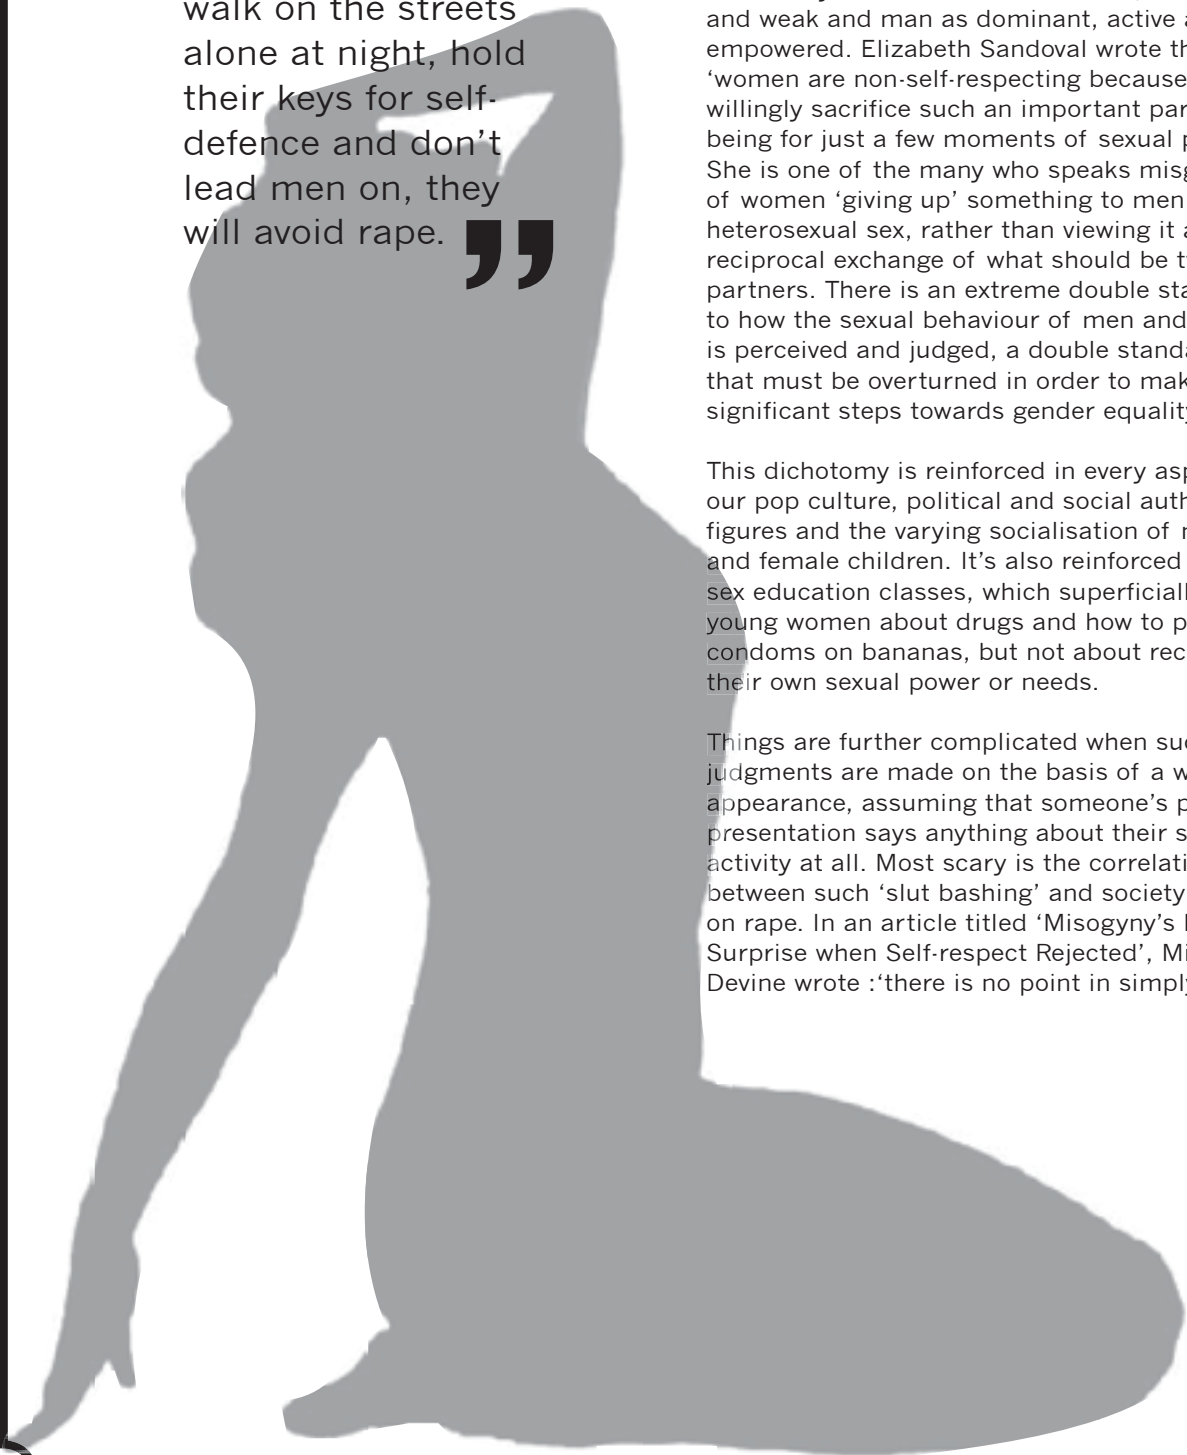 walk on the streets
alone at night, hold
their keys for self-
defence and don’t
lead men on, they
will avoid rape. ”
and weak and man as dominant, active
empowered. Elizabeth Sandoval wrote
‘women are non-self-respecting because
willingly sacrifice such an important
being for just a few moments of sexual
She is one of the many who speaks
of women ‘giving up’ something to men
heterosexual sex, rather than viewing it
reciprocal exchange of what should be
partners. There is an extreme double
to how the sexual behaviour of men and
is perceived and judged, a double
that must be overturned in order to
significant steps towards gender
This dichotomy is reinforced in every
our pop culture, political and social
figures and the varying socialisation of
and female children. It’s also reinforced
sex education classes, which
young women about drugs and how to
condoms on bananas, but not about
their own sexual power or needs.
Things are further complicated when
judgments are made on the basis of a
appearance, assuming that someone’s
presentation says anything about their
activity at all. Most scary is the
between such ‘slut bashing’ and society
on rape. In an article titled ‘Misogyny’s
Surprise when Self-respect Rejected’,
Devine wrote :‘there is no point in